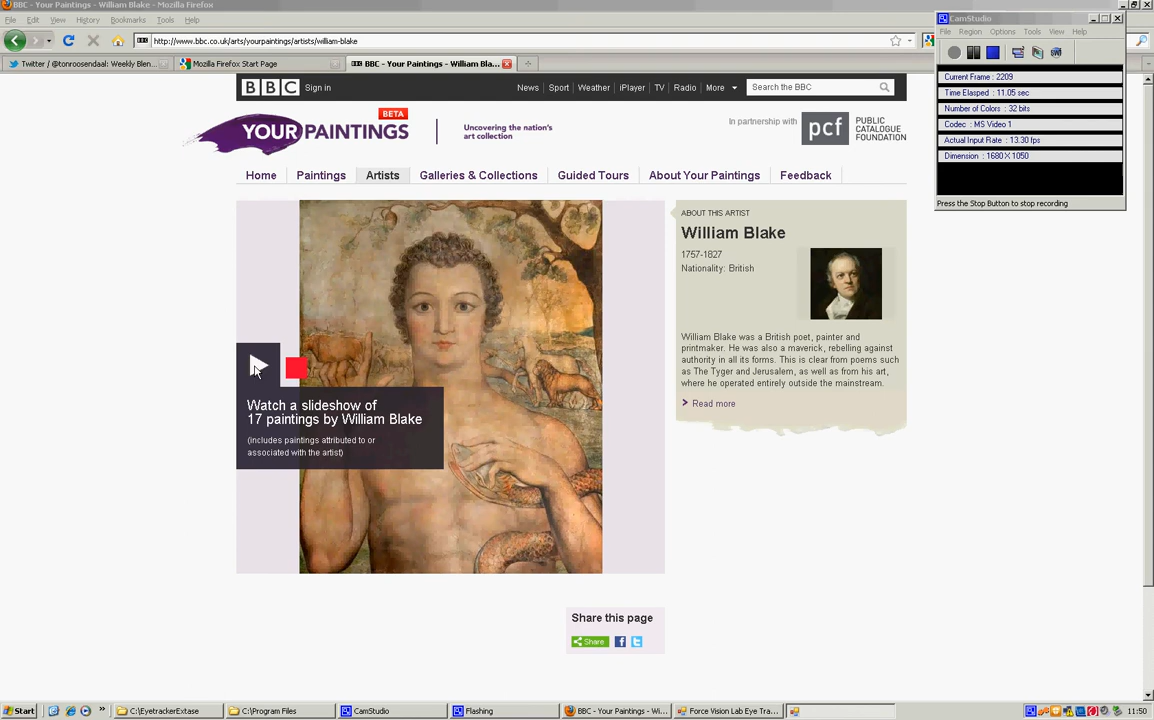 BBC - Your Paintings - William Blake - Mozilla Firefox
File Edit View History Bookmarks Tools Help
http://www.bbc.co.uk/arts/yourpaintings/artists/william-blake
Twitter / @tonroosendaal: Weekly Blen...
Mozilla Firefox Start Page
BBC - Your Paintings - William Bla...
CamStudio
File Region Options Tools View Help
Current Frame : 2209
Time Elasped : 11.05 sec
Number of Colors : 32 bits
Codec : MS Video 1
Actual Input Rate : 13.30 fps
Dimension : 1680 X 1050
Press the Stop Button to stop recording
BBC Sign in
News Sport Weather iPlayer TV Radio More
Search the BBC
BETA
YOUR PAINTINGS
Uncovering the nation's
art collection
In partnership with
pcf
PUBLIC
CATALOGUE
FOUNDATION
Home Paintings Artists Galleries & Collections Guided Tours About Your Paintings Feedback
Watch a slideshow of
17 paintings by William Blake
(includes paintings attributed to or
associated with the artist)
ABOUT THIS ARTIST
William Blake
1757-1827
Nationality: British
William Blake was a British poet, painter and
printmaker. He was also a maverick, rebelling against
authority in all its forms. This is clear from poems such
as The Tyger and Jerusalem, as well as from his art,
where he operated entirely outside the mainstream.
Read more
Share this page
Share
Start
C:\EyetrackerExtase
C:\Program Files
CamStudio
Flashing
BBC - Your Paintings - Wi...
Force Vision Lab Eye Tra...
11:50